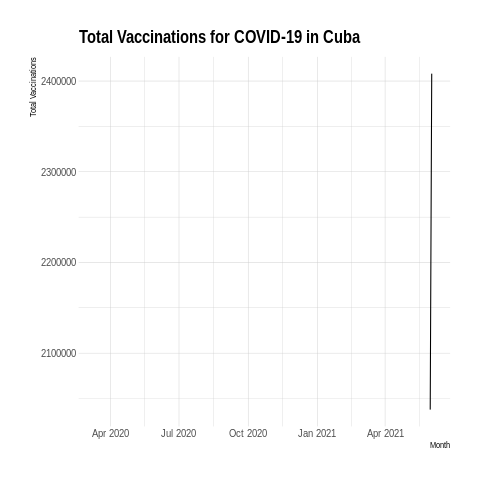 Total Vaccinations for COVID-19 in Cuba
Total Vaccinations
2400000
2300000
2200000
2100000
Apr 2020 Jul 2020 Oct 2020 Jan 2021 Apr 2021
Month